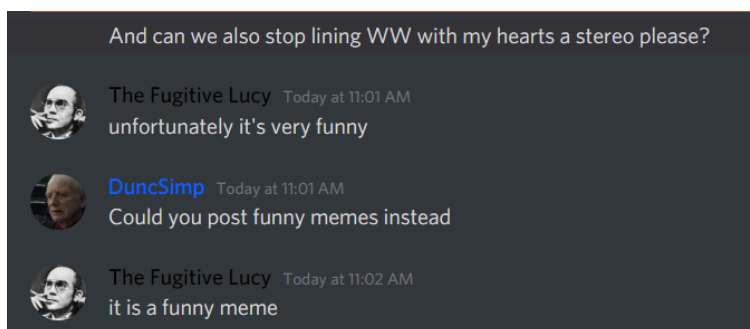 And can we also stop lining WW with my hearts a stereo please?
The Fugitive Lucy Today at 11:01 AM
unfortunately it's very funny
DuncSimp Today at 11:01 AM
Could you post funny memes instead
The Fugitive Lucy Today at 11:02 AM
it is a funny meme